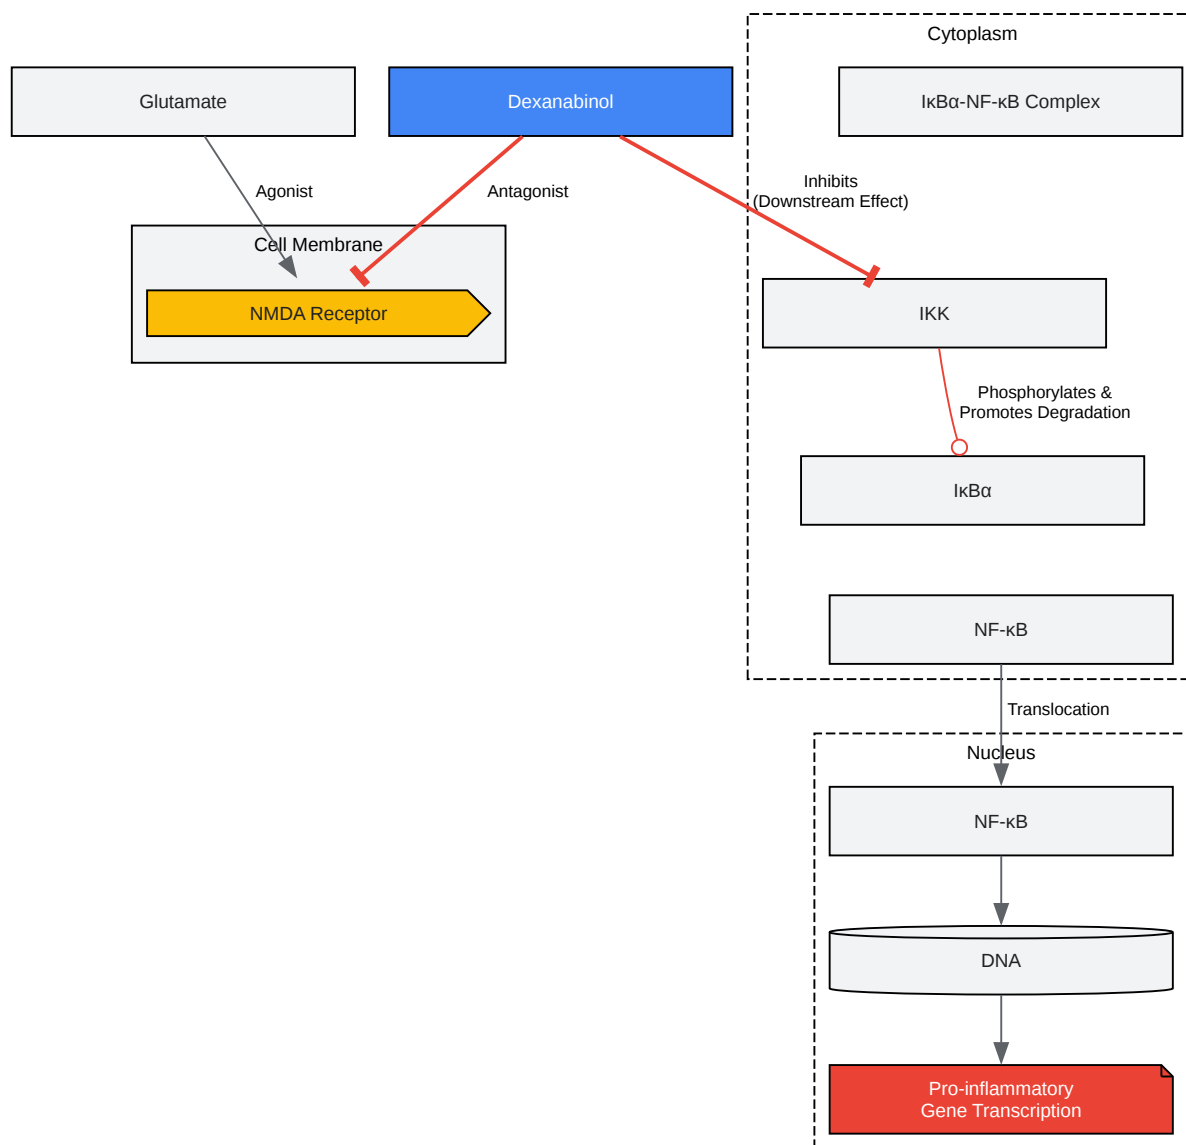 Cytoplasm
Glutamate
Dexanabinol
IκBα-NF-κB Complex
Agonist
Antagonist
Inhibits
(Downstream Effect)
Cell Membrane
NMDA Receptor
IKK
Phosphorylates &
Promotes Degradation
IκBα
NF-κB
Translocation
Nucleus
NF-κB
DNA
Pro-inflammatory
Gene Transcription